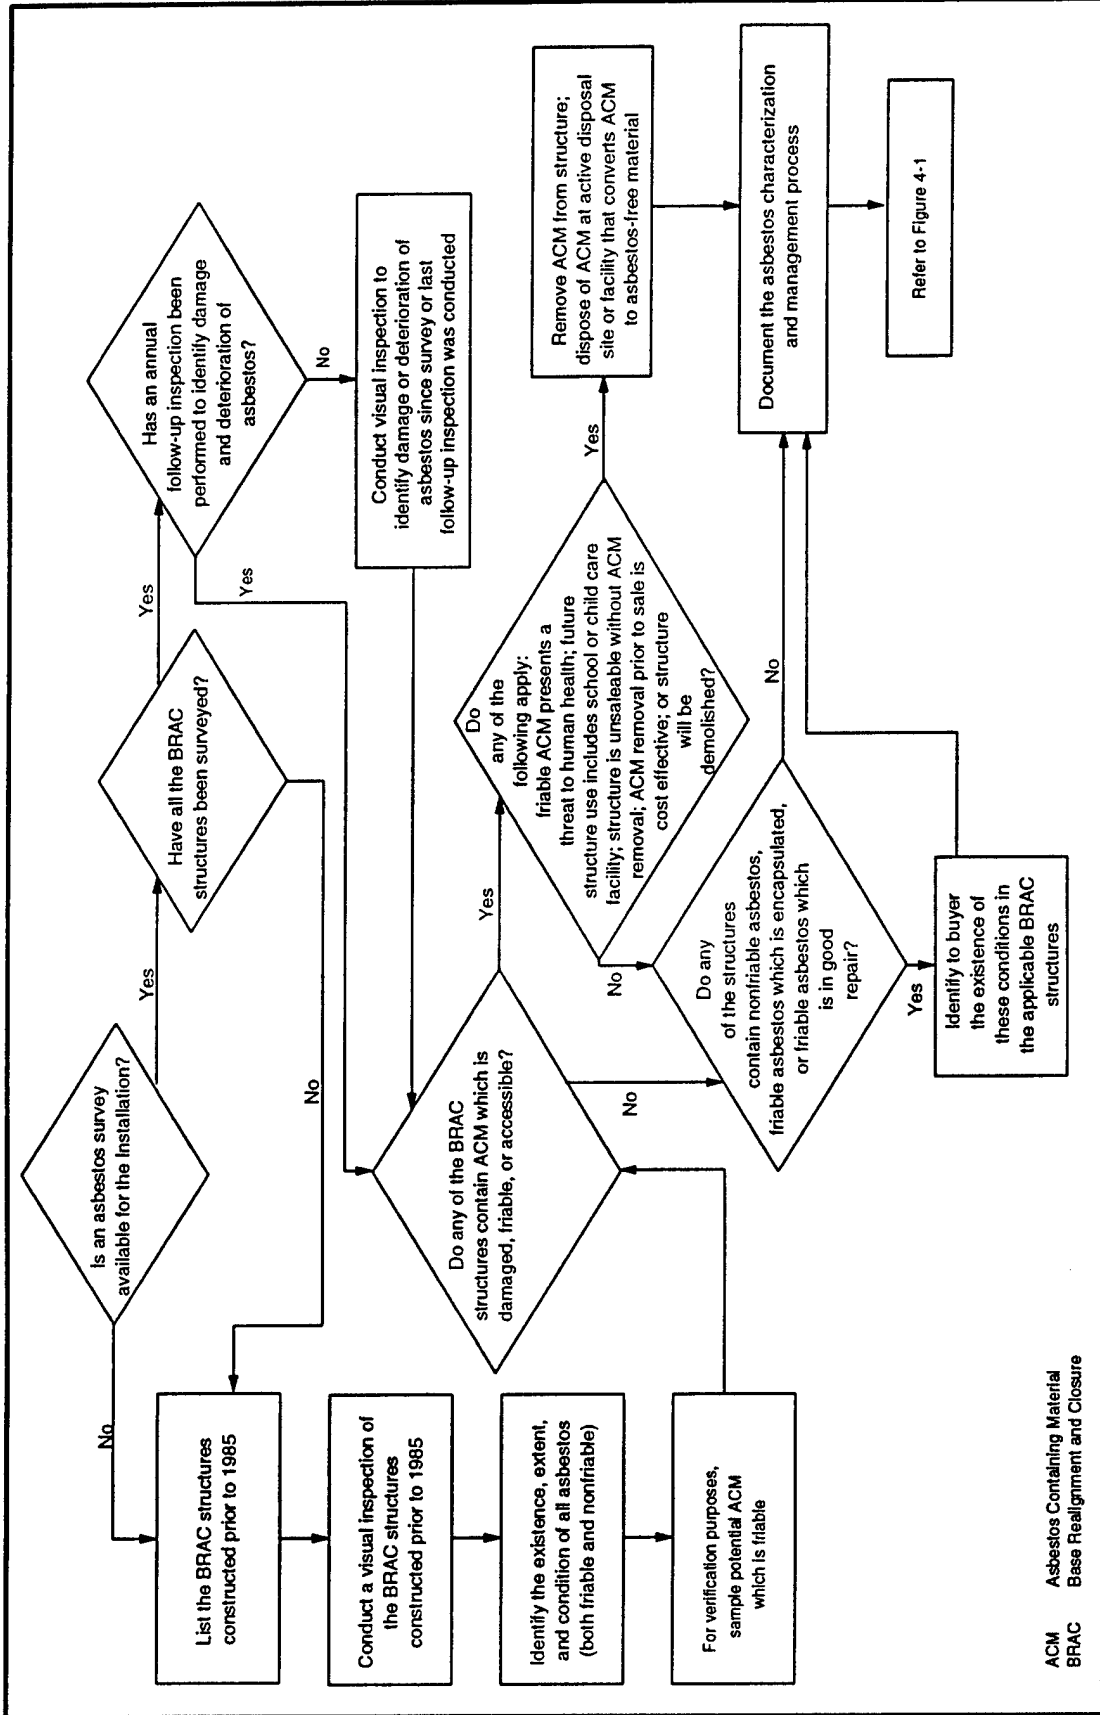 Is an asbestos survey
available for the Installation?
No
Yes
Have all the BRAC
structures been surveyed?
Yes
No
Has an annual
follow-up inspection been
performed to identify damage
and deterioration of
asbestos?
Yes
No
List the BRAC structures
constructed prior to 1985
Conduct a visual inspection of
the BRAC structures
constructed prior to 1985
Identify the existence, extent,
and condition of all asbestos
(both friable and nonfriable)
For verification purposes,
sample potential ACM
which is friable
Conduct visual inspection to
identify damage or deterioration of
asbestos since survey or last
follow-up inspection was conducted
Do any of the BRAC
structures contain ACM which is
damaged, friable, or accessible?
Yes
No
Do
any of the
following apply:
friable ACM presents a
threat to human health; future
structure use includes school or child care
facility; structure is unsaleable without ACM
removal; ACM removal prior to sale is
cost effective; or structure
will be
demolished?
Yes
No
Remove ACM from structure;
dispose of ACM at active disposal
site or facility that converts ACM
to asbestos-free material
Do any
of the structures
contain nonfriable asbestos,
friable asbestos which is encapsulated,
or friable asbestos which
is in good
repair?
No
Yes
Identify to buyer
the existence of
these conditions in
the applicable BRAC
structures
Document the asbestos characterization
and management process
Refer to Figure 4-1
ACM Asbestos Containing Material
BRAC Base Realignment and Closure